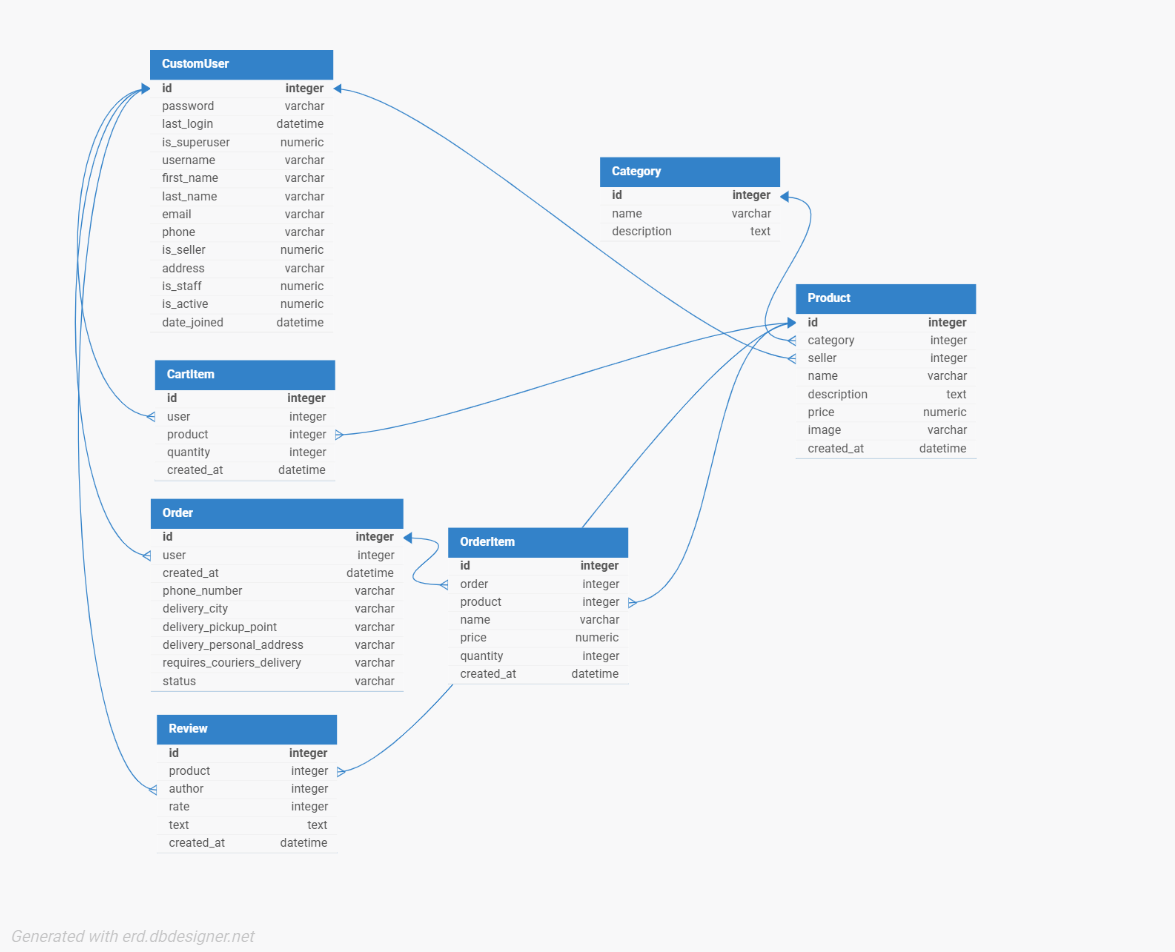 CustomUser
id integer
password varchar
last_login datetime
is_superuser numeric
username varchar
first_name varchar
last_name varchar
email varchar
phone varchar
is_seller numeric
address varchar
is_staff numeric
is_active numeric
date_joined datetime
Category
id integer
name varchar
description text
Product
id integer
category integer
seller integer
name varchar
description text
price numeric
image varchar
created_at datetime
CartItem
id integer
user integer
product integer
quantity integer
created_at datetime
Order
id integer
user integer
created_at datetime
phone_number varchar
delivery_city varchar
delivery_pickup_point varchar
delivery_personal_address varchar
requires_couriers_delivery varchar
status varchar
OrderItem
id integer
order integer
product integer
name varchar
price numeric
quantity integer
created_at datetime
Review
id integer
product integer
author integer
rate integer
text text
created_at datetime
Generated with erd.dbdesigner.net